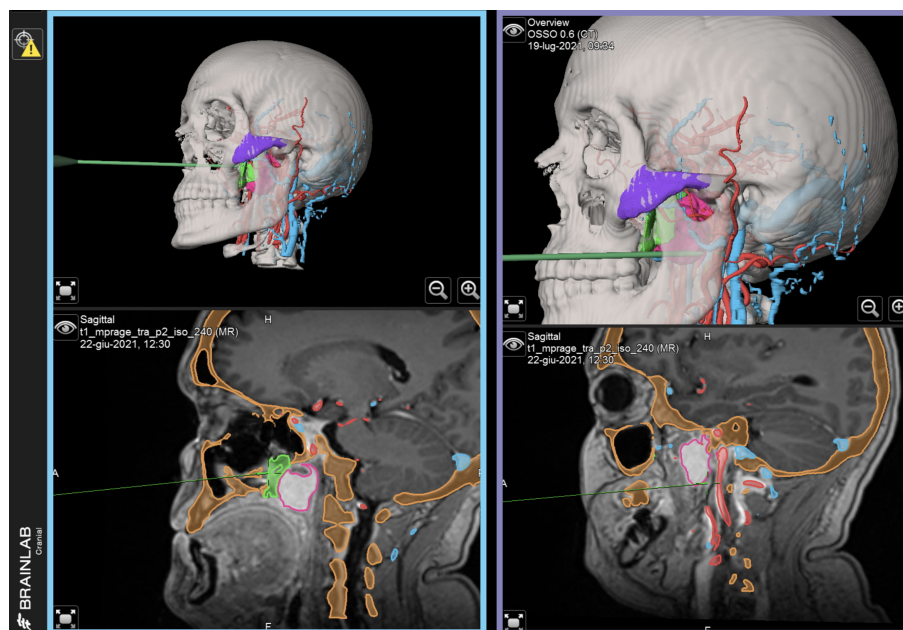 Overview
OSSO 0.6 (CT)
19-lug-2021, 09:34
Sagittal
t1_mprage_tra_p2_iso_240 (MR)
22-giu-2021, 12:30
H
A
Sagittal
t1_mprage_tra_p2_iso_240 (MR)
22-giu-2021, 12:30
H
A
BRAINLAB
Cranial